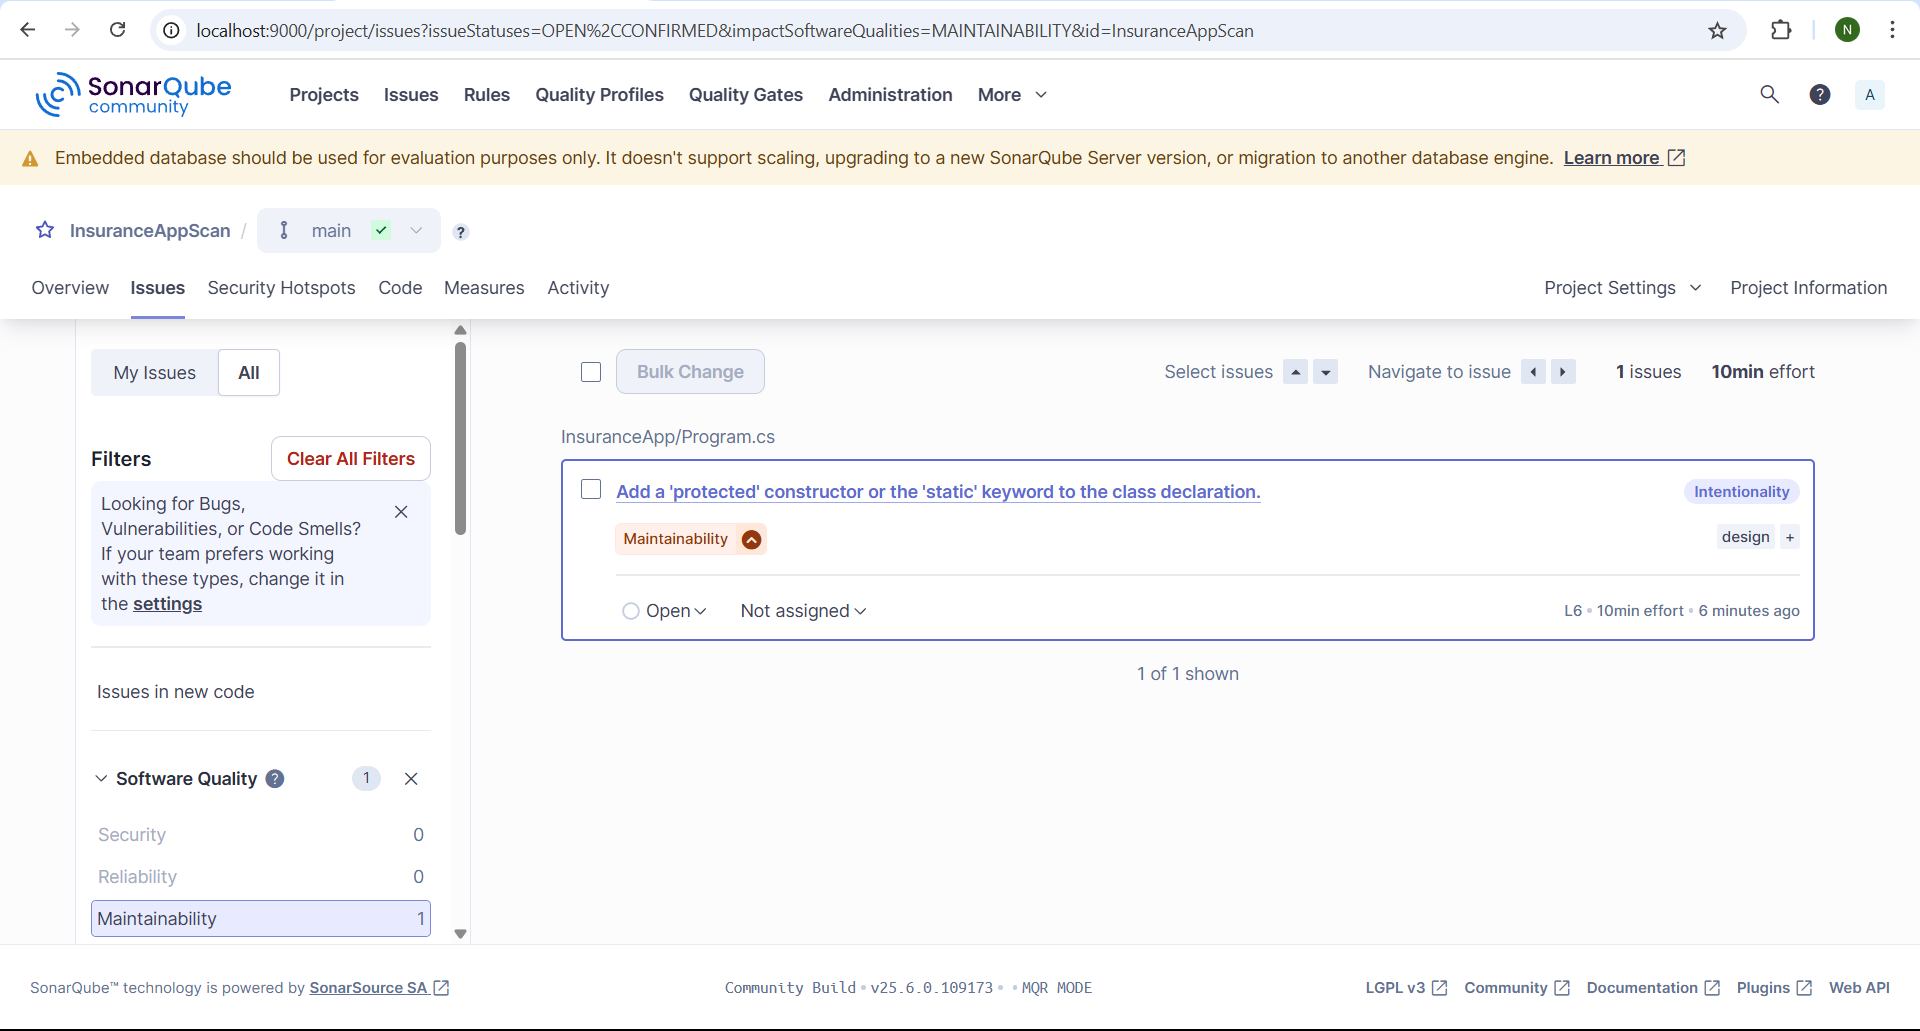 localhost:9000/project/issues?issueStatuses=OPEN%2CCONFIRMED&impactSoftwareQualities=MAINTAINABILITY&id=InsuranceAppScan
N
SonarQube community
Projects Issues Rules Quality Profiles Quality Gates Administration More ? A
Embedded database should be used for evaluation purposes only. It doesn't support scaling, upgrading to a new SonarQube Server version, or migration to another database engine. Learn more
InsuranceAppScan / main ?
Overview Issues Security Hotspots Code Measures Activity Project Settings Project Information
My Issues All
Filters Clear All Filters
Looking for Bugs,
Vulnerabilities, or Code Smells?
If your team prefers working
with these types, change it in
the settings
Issues in new code
Software Quality ? 1
Security 0
Reliability 0
Maintainability 1
Bulk Change Select issues Navigate to issue 1 issues 10min effort
InsuranceApp/Program.cs
Add a 'protected' constructor or the 'static' keyword to the class declaration. Intentionality
Maintainability design +
Open Not assigned L6 • 10min effort • 6 minutes ago
1 of 1 shown
SonarQube™ technology is powered by SonarSource SA Community Build • v25.6.0.109173 • • MQR MODE LGPL v3 Community Documentation Plugins Web API